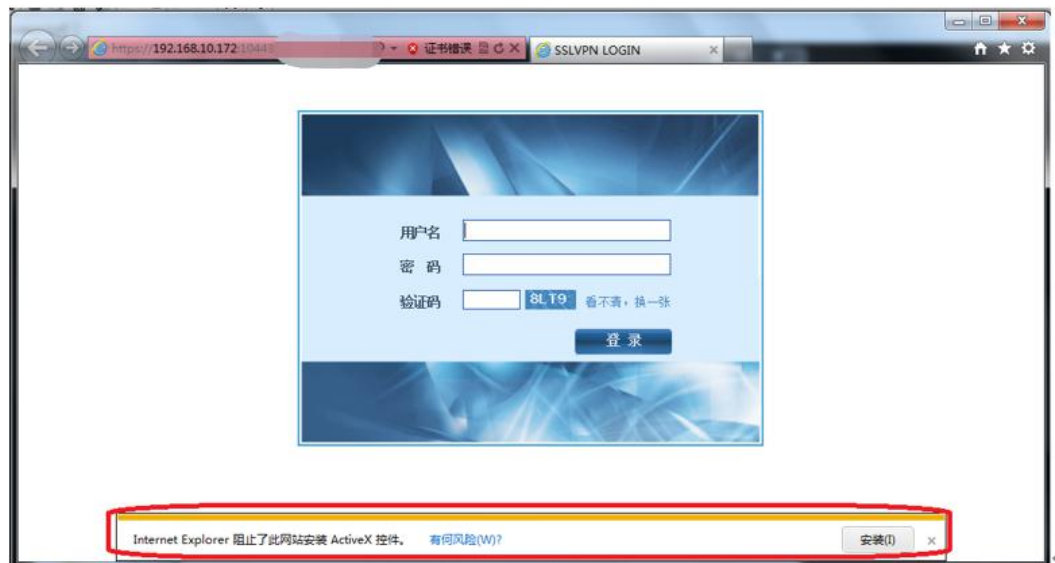 https://192.168.10.172:10443
证书错误
SSLVPN LOGIN
用户名
密 码
验证码
8LT9
看不清，换一张
登 录
Internet Explorer 阻止了此网站安装 ActiveX 控件。
有何风险(W)?
安装(I)